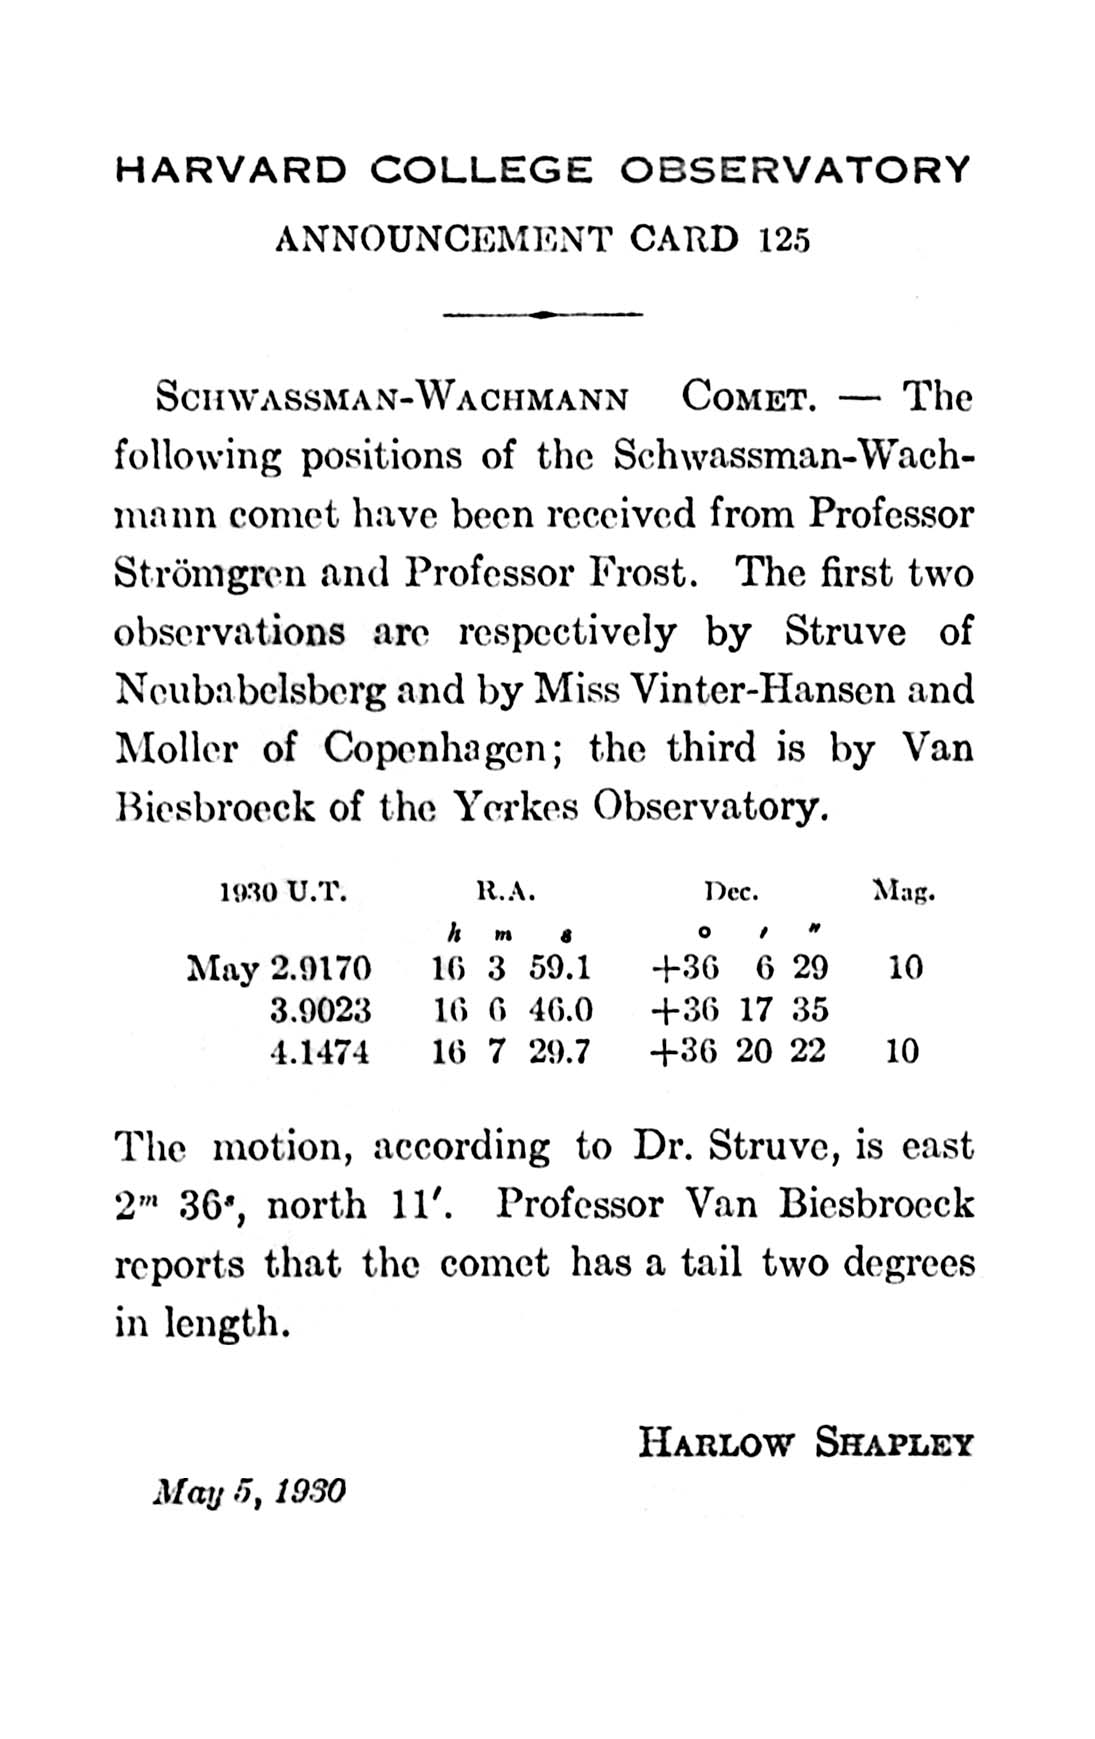 HARVARD COLLEGE OBSERVATORY
ANNOUNCEMENT CARD 125
SCHWASSMAN-WACHMANN COMET. — The
following positions of the Schwassman-Wach-
mann comet have been received from Professor
Strömgren and Professor Frost. The first two
observations are respectively by Struve of
Neubabelsberg and by Miss Vinter-Hansen and
Moller of Copenhagen; the third is by Van
Biesbroeck of the Yerkes Observatory.
1930 U.T. R.A. Dec. Mag.
h m s ° ′ ″
May 2.9170 16 3 59.1 +36 6 29 10
3.9023 16 6 46.0 +36 17 35
4.1474 16 7 29.7 +36 20 22 10
The motion, according to Dr. Struve, is east
2ᵐ 36ˢ, north 11′. Professor Van Biesbroeck
reports that the comet has a tail two degrees
in length.
HARLOW SHAPLEY
May 5, 1930